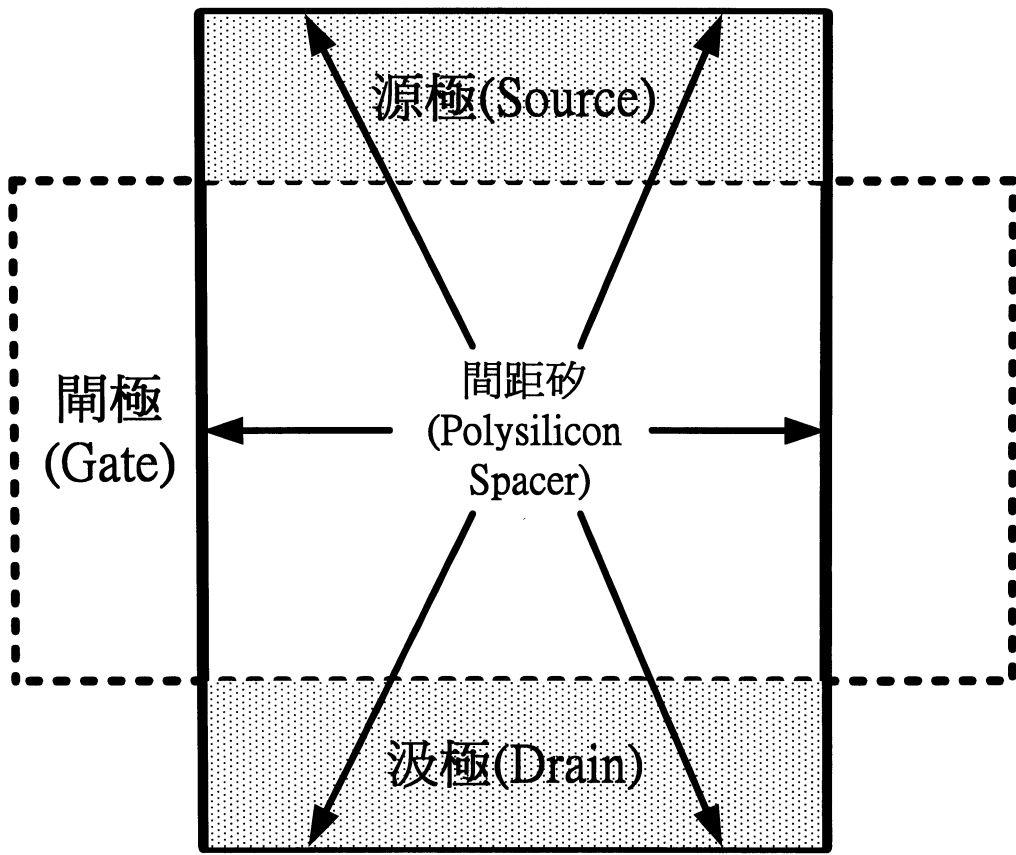 源極(Source)
閘極
(Gate)
間距矽
(Polysilicon
Spacer)
汲極(Drain)